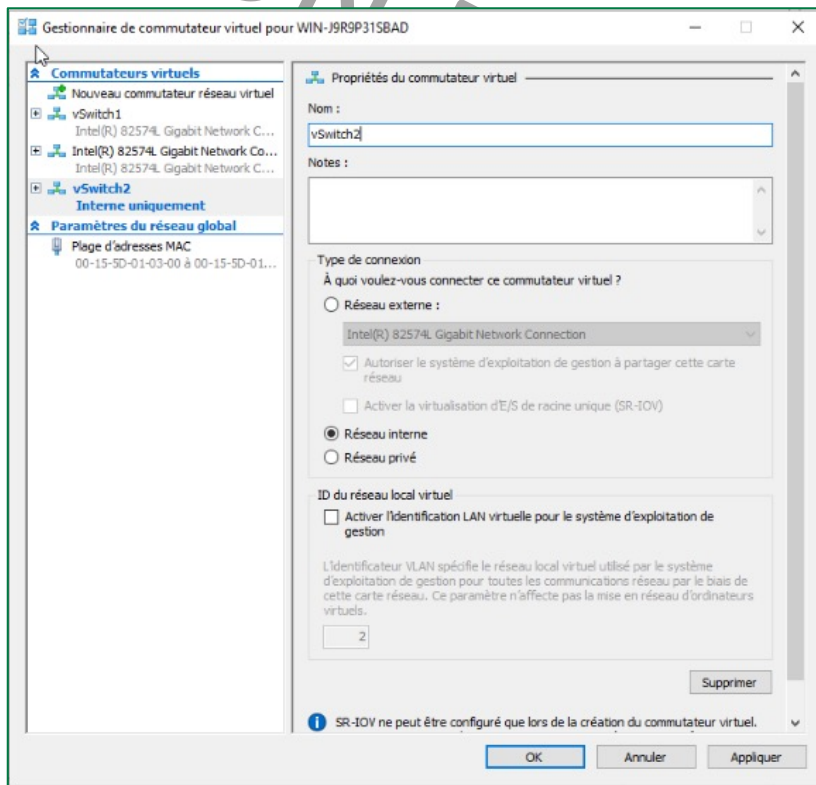 Gestionnaire de commutateur virtuel pour WIN-J9R9P31SBAD
Commutateurs virtuels
Nouveau commutateur réseau virtuel
vSwitch1
Intel(R) 82574L Gigabit Network C...
Intel(R) 82574L Gigabit Network Co...
Intel(R) 82574L Gigabit Network C...
vSwitch2
Interne uniquement
Paramètres du réseau global
Plage d'adresses MAC
00-15-5D-01-03-00 à 00-15-5D-01...
Propriétés du commutateur virtuel
Nom :
vSwitch2
Notes :
Type de connexion
À quoi voulez-vous connecter ce commutateur virtuel ?
Réseau externe :
Intel(R) 82574L Gigabit Network Connection
Autoriser le système d'exploitation de gestion à partager cette carte
réseau
Activer la virtualisation d'E/S de racine unique (SR-IOV)
Réseau interne
Réseau privé
ID du réseau local virtuel
Activer l'identification LAN virtuelle pour le système d'exploitation de
gestion
L'identificateur VLAN spécifie le réseau local virtuel utilisé par le système
d'exploitation de gestion pour toutes les communications réseau par le biais de
cette carte réseau. Ce paramètre n'affecte pas la mise en réseau d'ordinateurs
virtuels.
2
Supprimer
SR-IOV ne peut être configuré que lors de la création du commutateur virtuel.
OK
Annuler
Appliquer